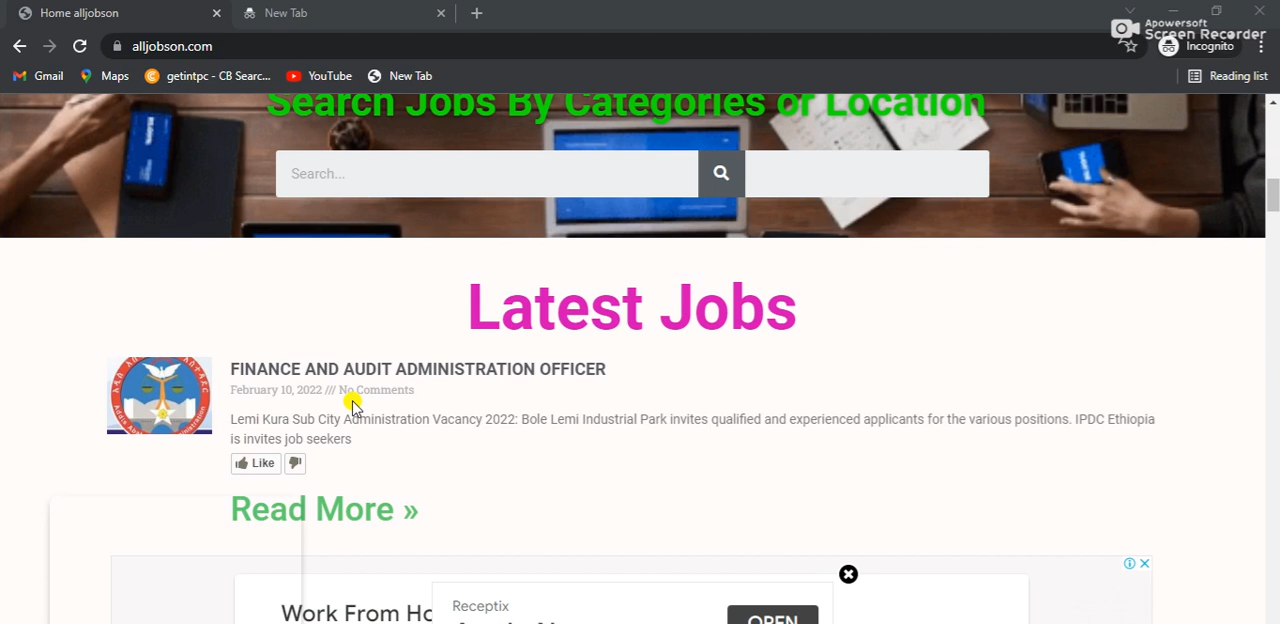 Home alljobson
New Tab
Apowersoft
Screen Recorder
alljobson.com
Incognito
Gmail
Maps
getintpc - CB Searc...
YouTube
New Tab
Reading list
Search Jobs By Categories or Location
Search...
Latest Jobs
FINANCE AND AUDIT ADMINISTRATION OFFICER
February 10, 2022 /// No Comments
Lemi Kura Sub City Administration Vacancy 2022: Bole Lemi Industrial Park invites qualified and experienced applicants for the various positions. IPDC Ethiopia
is invites job seekers
Like
Read More »
Work From Ho
Receptix
OPEN